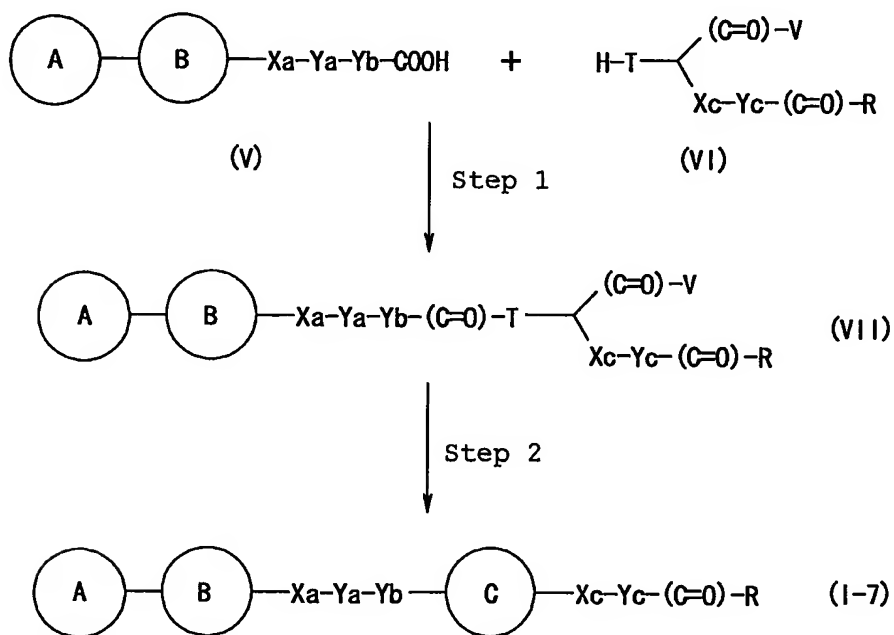 (C=O)-V
A B -Xa-Ya-Yb-COOH + H-T
Xc-Yc-(C=O)-R
(V) (VI)
Step 1
(C=O)-V
A B -Xa-Ya-Yb-(C=O)-T (VII)
Xc-Yc-(C=O)-R
Step 2
A B -Xa-Ya-Yb- C -Xc-Yc-(C=O)-R (I-7)